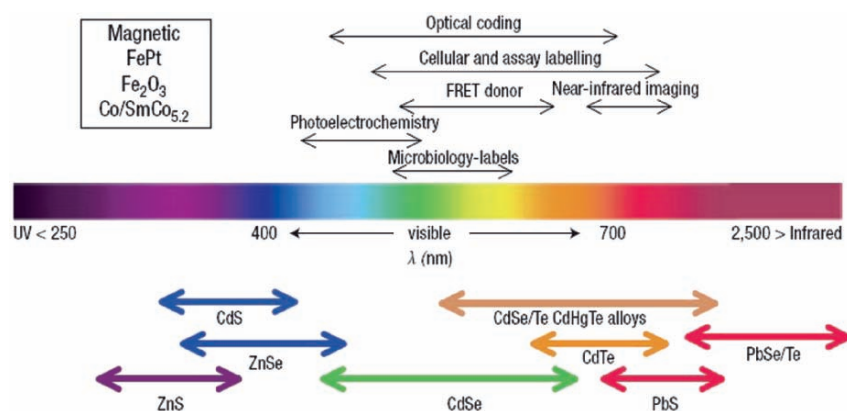 Magnetic
FePt
Fe₂O₃
Co/SmCo₅.₂
Optical coding
Cellular and assay labelling
FRET donor
Near-infrared imaging
Photoelectrochemistry
Microbiology-labels
UV < 250
400
visible
700
2,500 > Infrared
λ (nm)
CdS
CdSe/Te CdHgTe alloys
ZnSe
CdTe
PbSe/Te
ZnS
CdSe
PbS